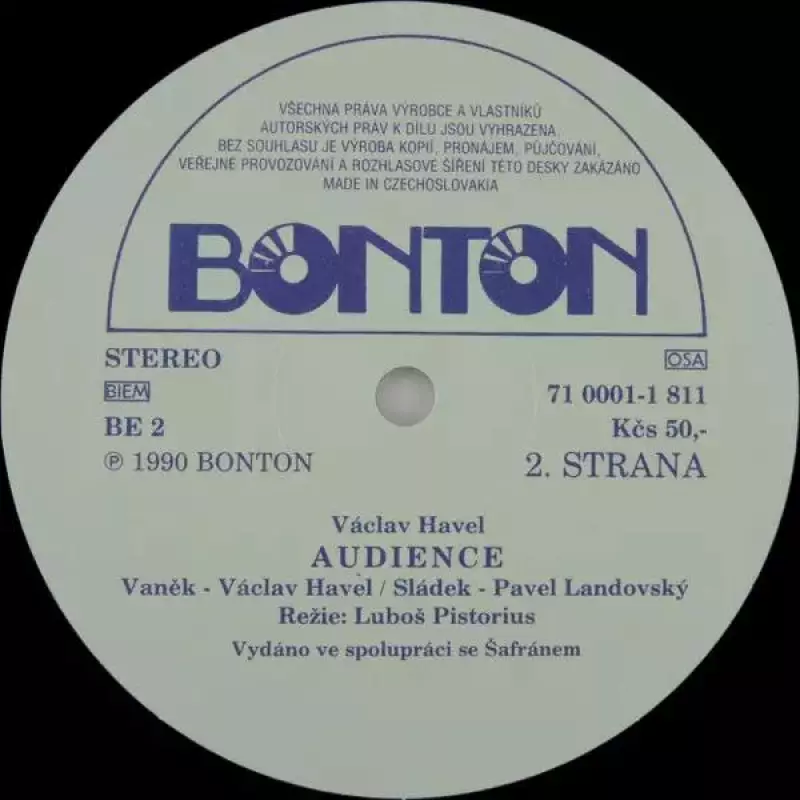 VŠECHNA PRÁVA VÝROBCE A VLASTNÍKŮ
AUTORSKÝCH PRÁV K DÍLU JSOU VYHRAZENA.
BEZ SOUHLASU JE VÝROBA KOPIÍ, PRONÁJEM, PŮJČOVÁNÍ,
VEŘEJNÉ PROVOZOVÁNÍ A ROZHLASOVÉ ŠÍŘENÍ TÉTO DESKY ZAKÁZÁNO
MADE IN CZECHOSLOVAKIA
BONTON
STEREO
OSA
BIEM
71 0001-1 811
BE 2
Kčs 50,-
℗ 1990 BONTON
2. STRANA
Václav Havel
AUDIENCE
Vaněk - Václav Havel / Sládek - Pavel Landovský
Režie: Luboš Pistorius
Vydáno ve spolupráci se Šafránem